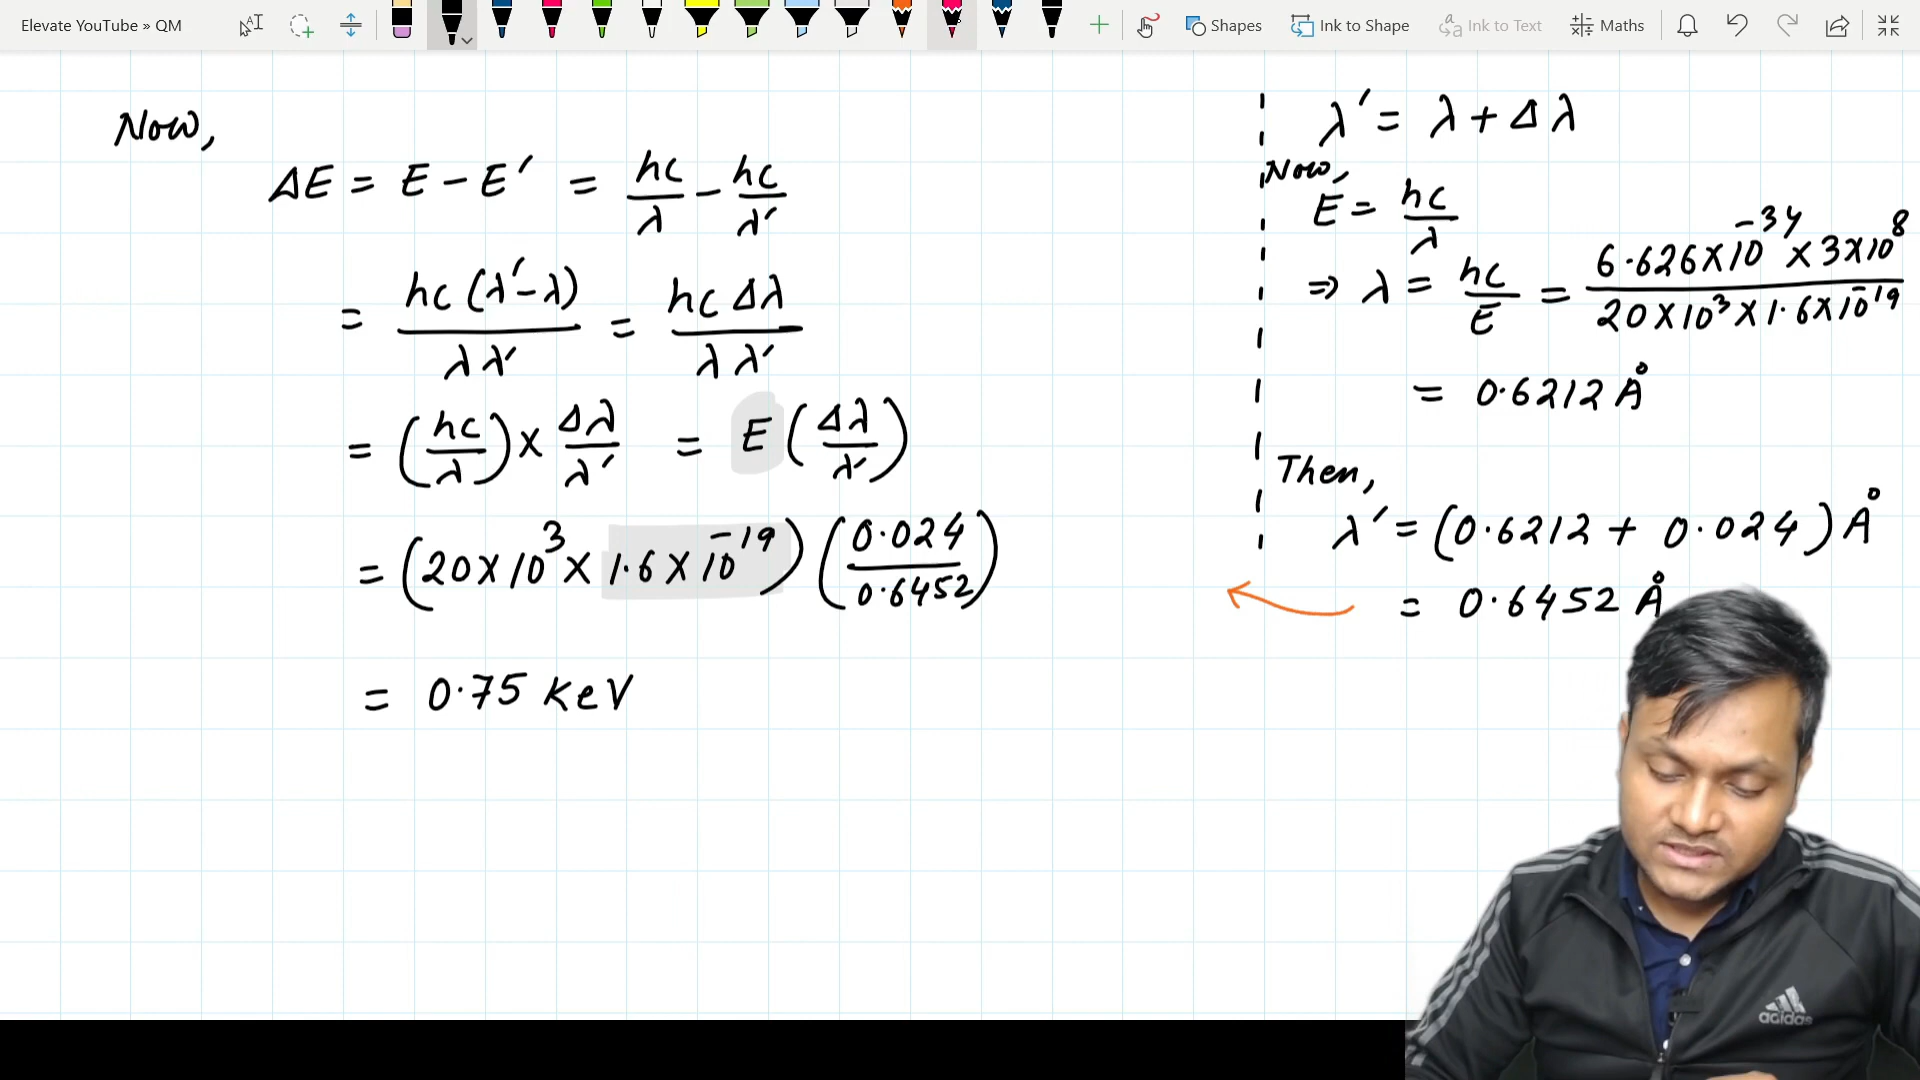 Elevate YouTube » QM
Shapes
Ink to Shape
Ink to Text
Maths
Now,
ΔE = E − E′ = hc/λ − hc/λ′
= hc(λ′−λ)/λλ′ = hcΔλ/λλ′
= (hc/λ) × Δλ/λ′ = E(Δλ/λ′)
= (20×10³×1.6×10⁻¹⁹)(0.024/0.6452)
= 0.75 KeV
λ′ = λ + Δλ
Now,
E = hc/λ
⇒ λ = hc/E = 6.626×10⁻³⁴×3×10⁸/20×10³×1.6×10⁻¹⁹
= 0.6212 Å
Then,
λ′ = (0.6212 + 0.024) Å
= 0.6452 Å
adidas